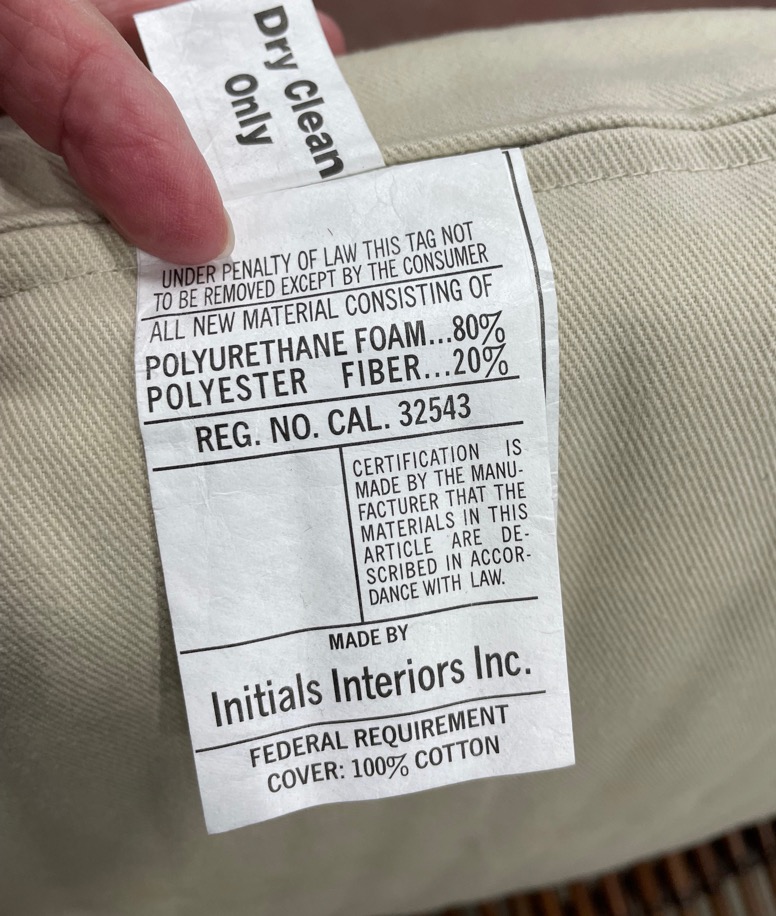 Dry Clean
Only
UNDER PENALTY OF LAW THIS TAG NOT
TO BE REMOVED EXCEPT BY THE CONSUMER
ALL NEW MATERIAL CONSISTING OF
POLYURETHANE FOAM...80%
POLYESTER FIBER...20%
REG. NO. CAL. 32543
CERTIFICATION IS
MADE BY THE MANU-
FACTURER THAT THE
MATERIALS IN THIS
ARTICLE ARE DE-
SCRIBED IN ACCOR-
DANCE WITH LAW.
MADE BY
Initials Interiors Inc.
FEDERAL REQUIREMENT
COVER: 100% COTTON